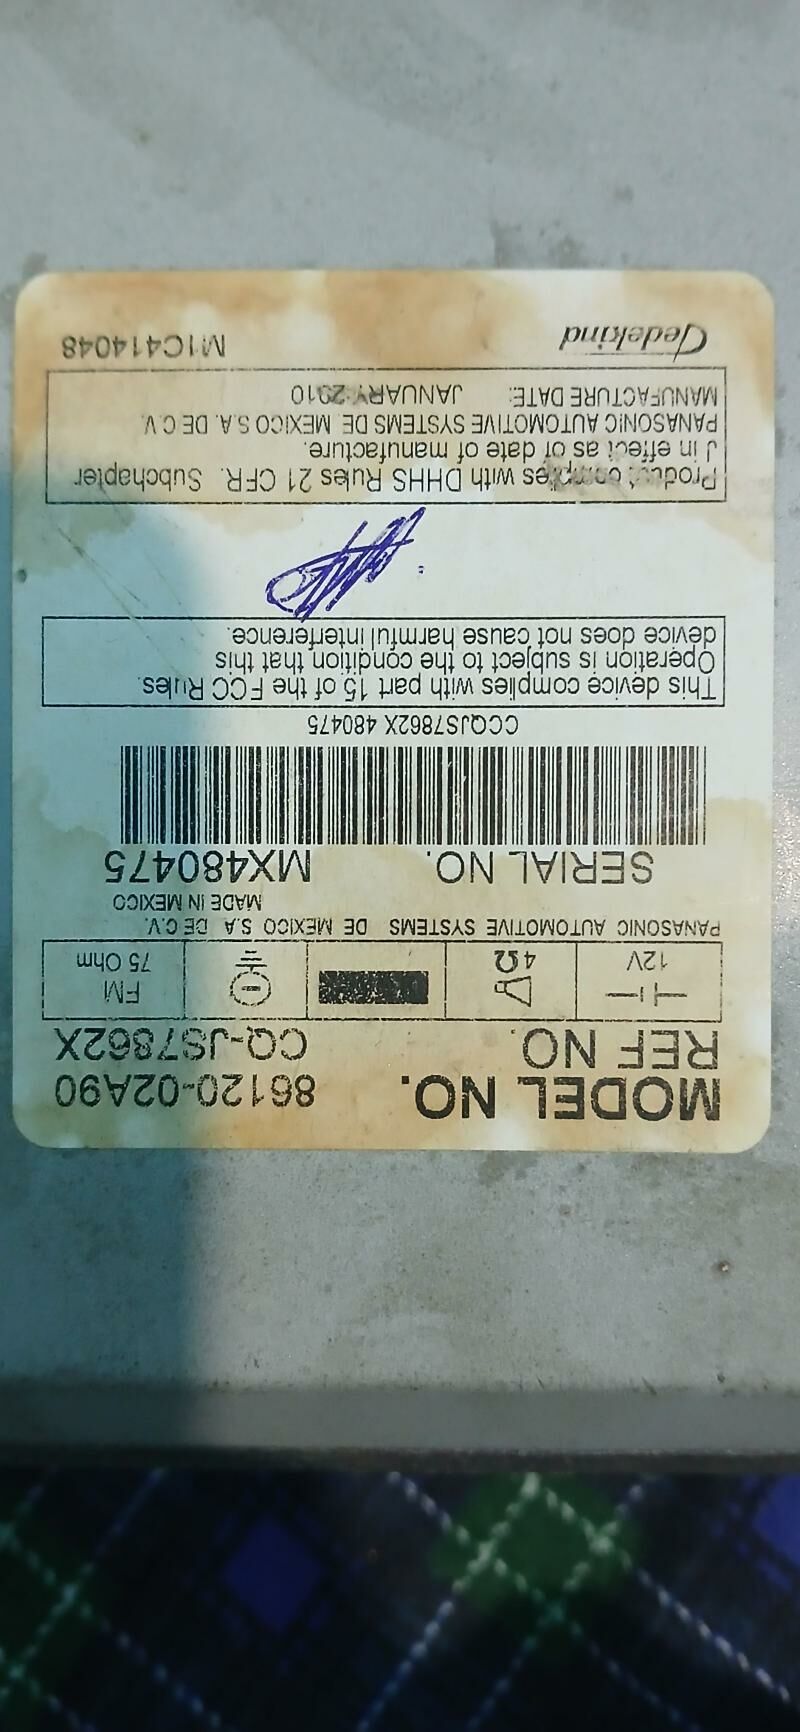 MODEL NO. 86120-02A90
REF NO. CQ-JS7862X
12V 4Ω FM 75 Ohm
PANASONIC AUTOMOTIVE SYSTEMS DE MEXICO S.A. DE C.V.
MADE IN MEXICO
SERIAL NO. MX480475
CCQJS7862X 480475
This device complies with part 15 of the FCC Rules.
Operation is subject to the condition that this
device does not cause harmful interference.
Product complies with DHHS Rules 21 CFR. Subchapter
J in effect as of date of manufacture.
PANASONIC AUTOMOTIVE SYSTEMS DE MEXICO S.A. DE C.V.
MANUFACTURE DATE: JANUARY 2010
M1C414048